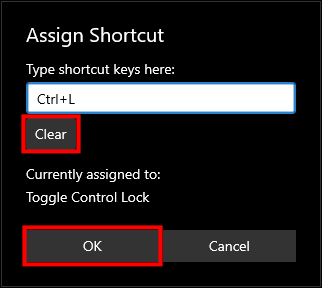 Assign Shortcut
Type shortcut keys here:
Ctrl+L
Clear
Currently assigned to:
Toggle Control Lock
OK Cancel